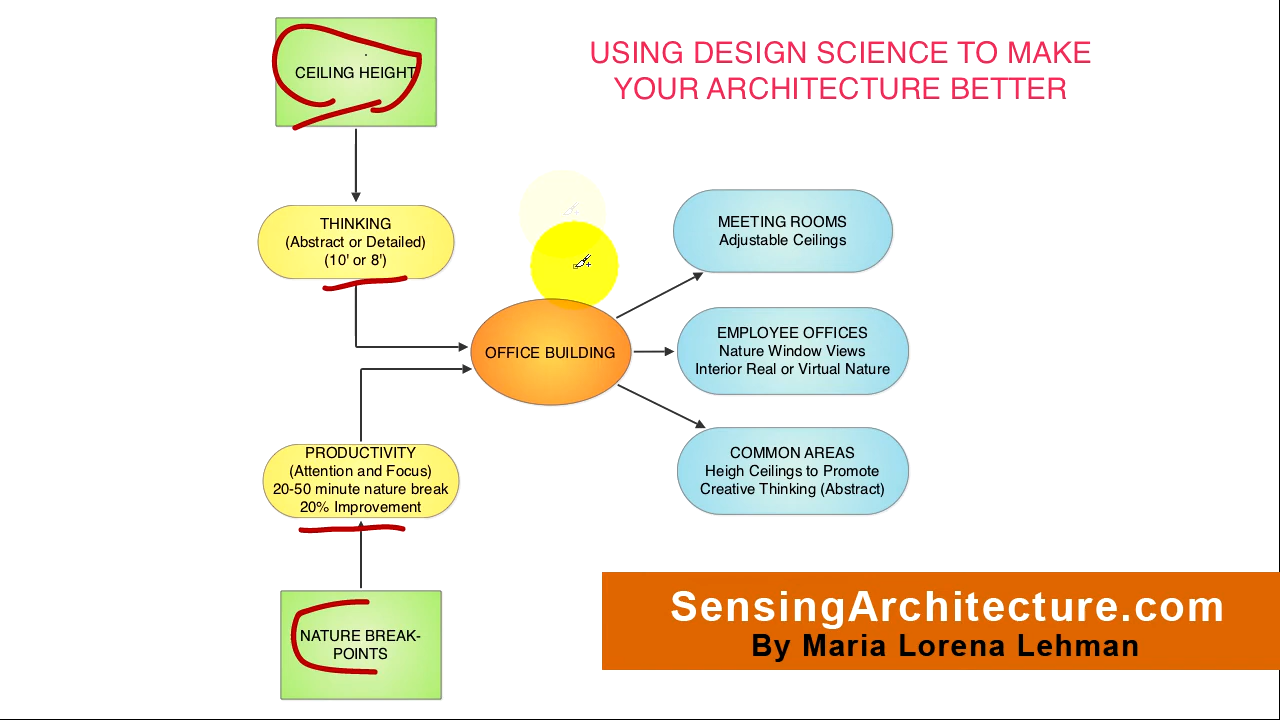 USING DESIGN SCIENCE TO MAKE
YOUR ARCHITECTURE BETTER
CEILING HEIGHT
THINKING
(Abstract or Detailed)
(10' or 8')
OFFICE BUILDING
PRODUCTIVITY
(Attention and Focus)
20-50 minute nature break
20% Improvement
NATURE BREAK-
POINTS
MEETING ROOMS
Adjustable Ceilings
EMPLOYEE OFFICES
Nature Window Views
Interior Real or Virtual Nature
COMMON AREAS
Heigh Ceilings to Promote
Creative Thinking (Abstract)
SensingArchitecture.com
By Maria Lorena Lehman